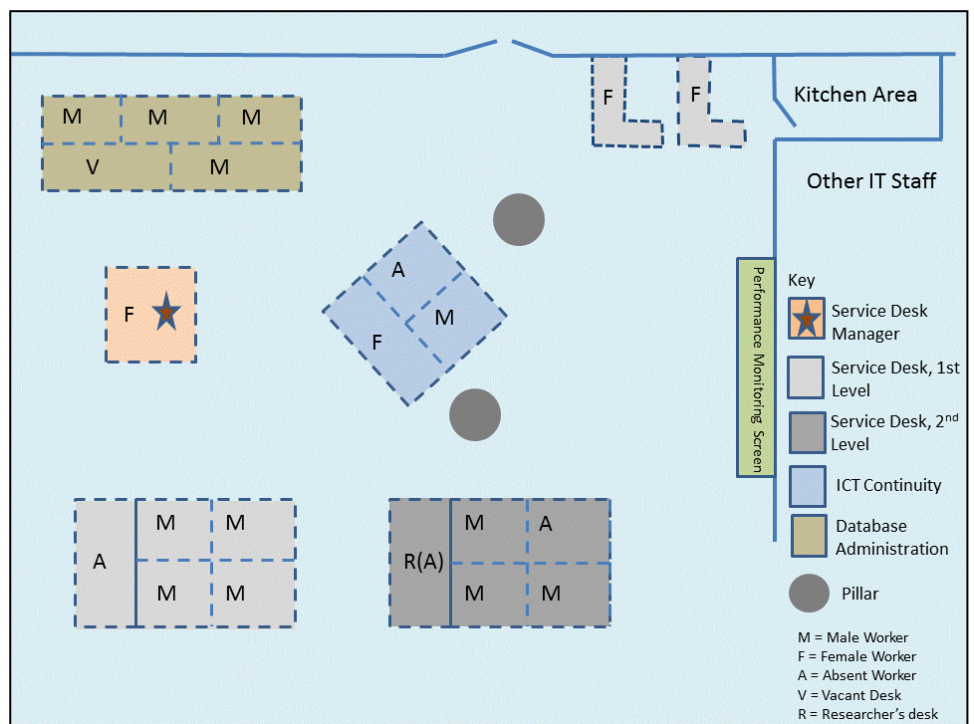 F
F
Kitchen Area
M
M
M
V
M
Other IT Staff
A
F
M
F
Performance Monitoring Screen
Key
Service Desk
Manager
Service Desk, 1st
Level
Service Desk, 2nd
Level
ICT Continuity
Database
Administration
Pillar
A
M
M
M
M
R(A)
M
A
M
M
M = Male Worker
F = Female Worker
A = Absent Worker
V = Vacant Desk
R = Researcher's desk